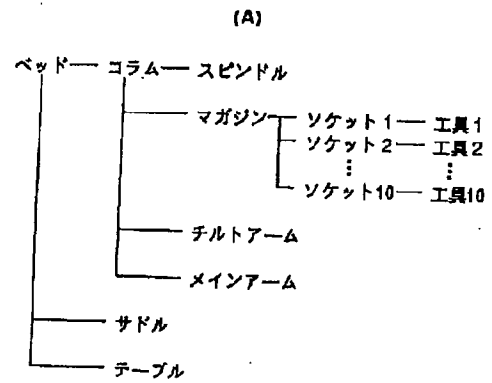 (A)
ベッド コラム スピンドル
マガジン ソケット1 工具1
ソケット2 工具2
ソケット10 工具10
チルトアーム
メインアーム
サドル
テーブル